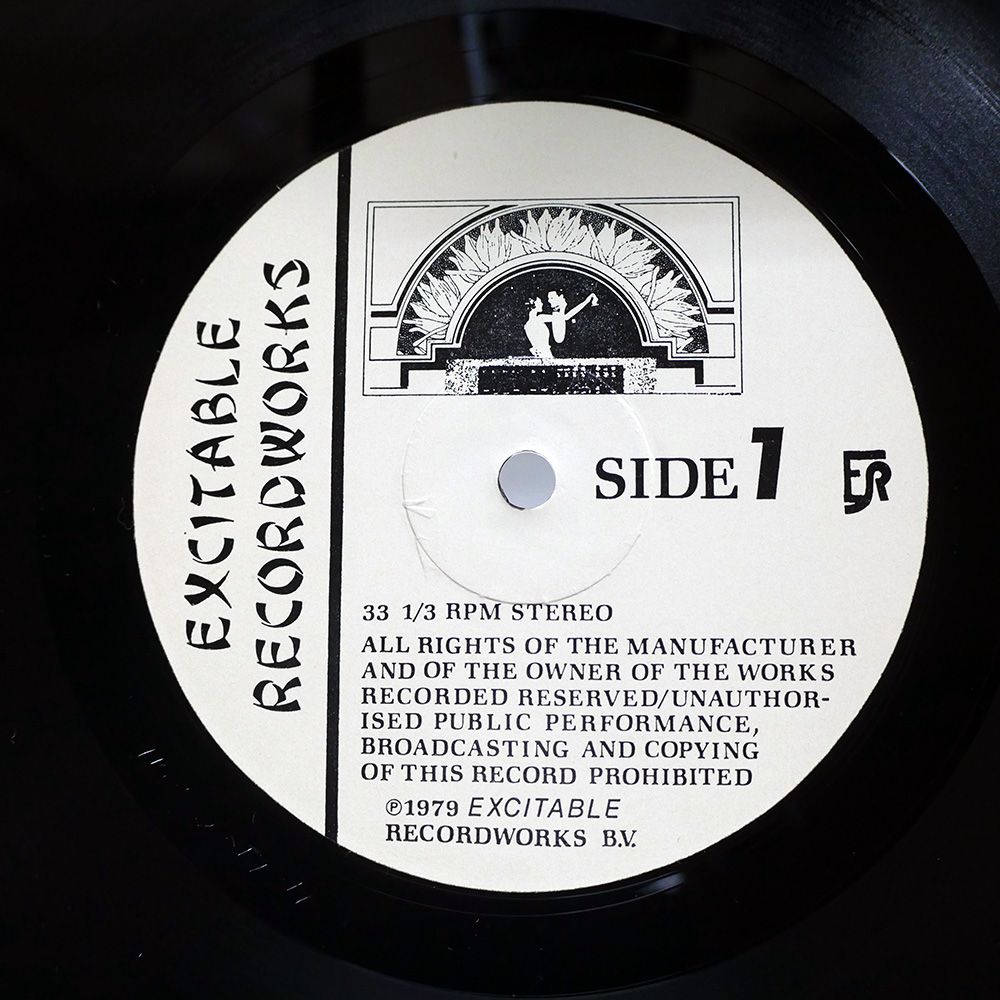 EXCITABLE
RECORDWORKS
SIDE 1
ER
33 1/3 RPM STEREO
ALL RIGHTS OF THE MANUFACTURER
AND OF THE OWNER OF THE WORKS
RECORDED RESERVED/UNAUTHOR-
ISED PUBLIC PERFORMANCE,
BROADCASTING AND COPYING
OF THIS RECORD PROHIBITED
℗1979 EXCITABLE
RECORDWORKS B.V.